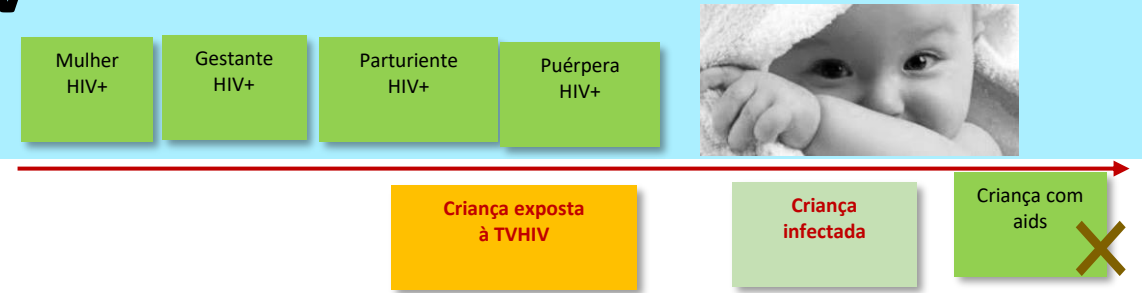 Mulher
HIV+
Gestante
HIV+
Parturiente
HIV+
Puérpera
HIV+
Criança exposta
à TVHIV
Criança
infectada
Criança com
aids